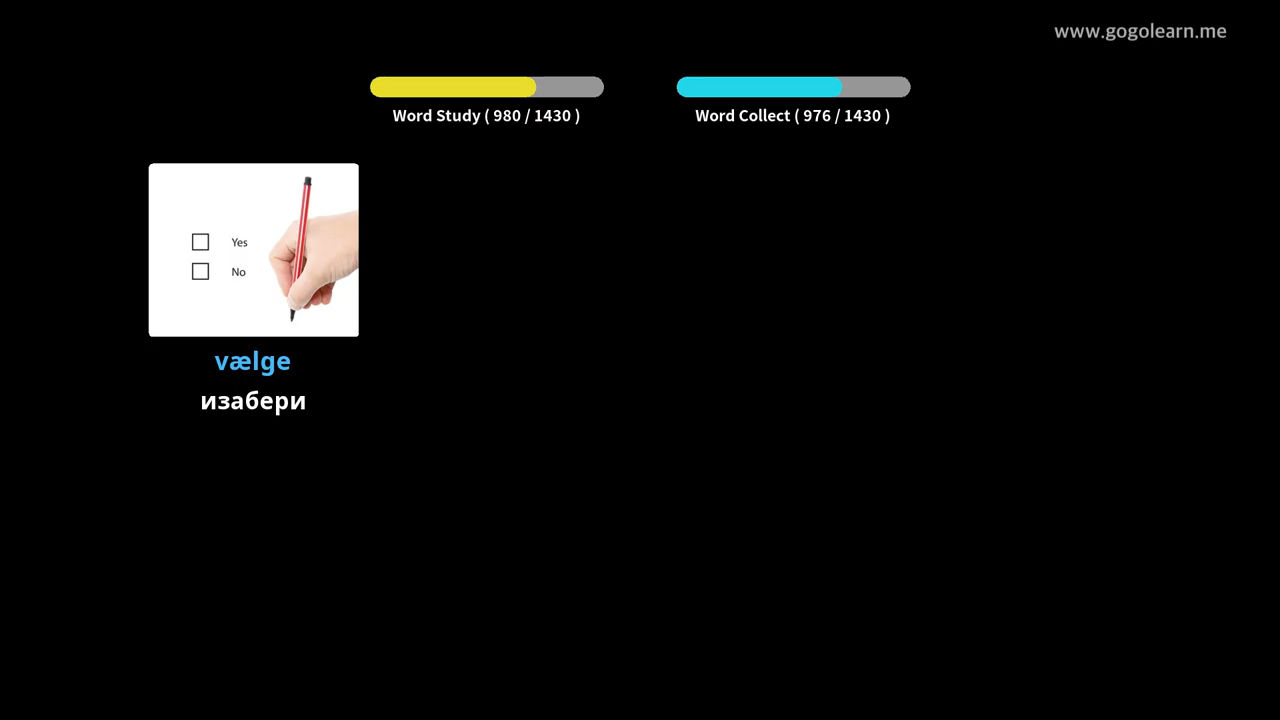 www.gogolearn.me
Word Study ( 980 / 1430 )
Word Collect ( 976 / 1430 )
Yes
No
vælge
изабери